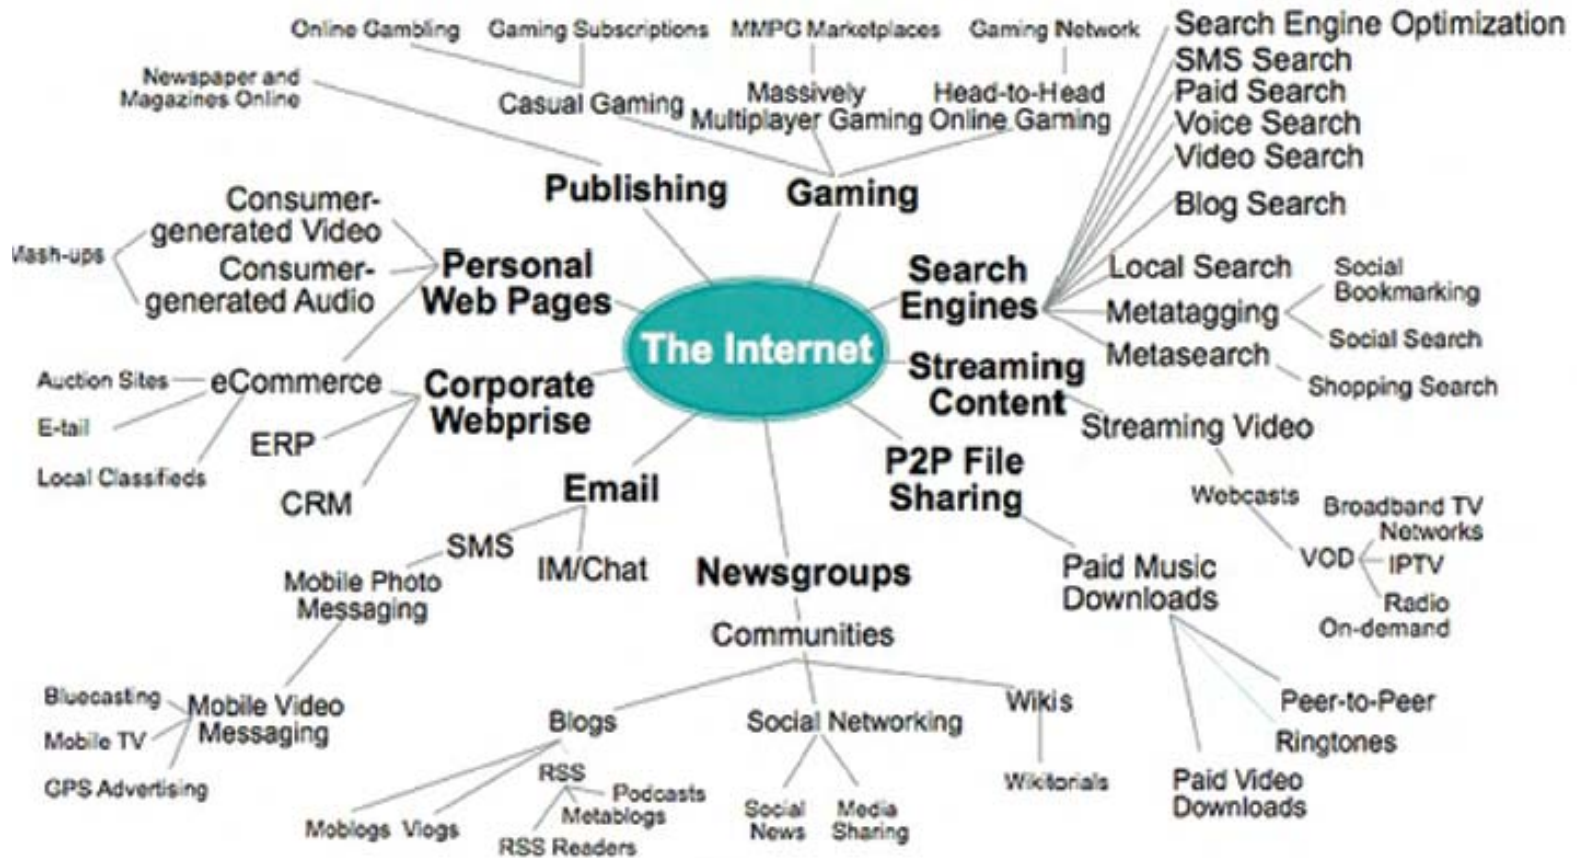 Online Gambling
Gaming Subscriptions
MMPG Marketplaces
Gaming Network
Newspaper and
Magazines Online
Casual Gaming
Massively
Multiplayer Gaming
Head-to-Head
Online Gaming
Publishing
Gaming
Search Engine Optimization
SMS Search
Paid Search
Voice Search
Video Search
Blog Search
Local Search
Metatagging
Metasearch
Social
Bookmarking
Social Search
Shopping Search
Search
Engines
Consumer-
generated Video
Mash-ups
Consumer-
generated Audio
Personal
Web Pages
The Internet
Streaming
Content
Streaming Video
Webcasts
VOD
Broadband TV
Networks
IPTV
Radio
On-demand
Auction Sites
eCommerce
E-tail
Local Classifieds
ERP
CRM
Corporate
Webprise
Email
SMS
IM/Chat
Mobile Photo
Messaging
Mobile Video
Messaging
Bluecasting
Mobile TV
GPS Advertising
P2P File
Sharing
Paid Music
Downloads
Peer-to-Peer
Ringtones
Paid Video
Downloads
Newsgroups
Communities
Blogs
Social Networking
Wikis
RSS
Podcasts
Metablogs
RSS Readers
Moblogs
Vlogs
Social
News
Media
Sharing
Wikitorials